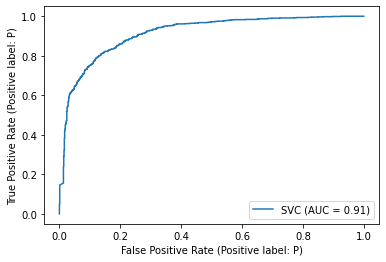 1.0
0.8
0.6
0.4
0.2
0.0
True Positive Rate (Positive label: P)
SVC (AUC = 0.91)
0.0 0.2 0.4 0.6 0.8 1.0
False Positive Rate (Positive label: P)